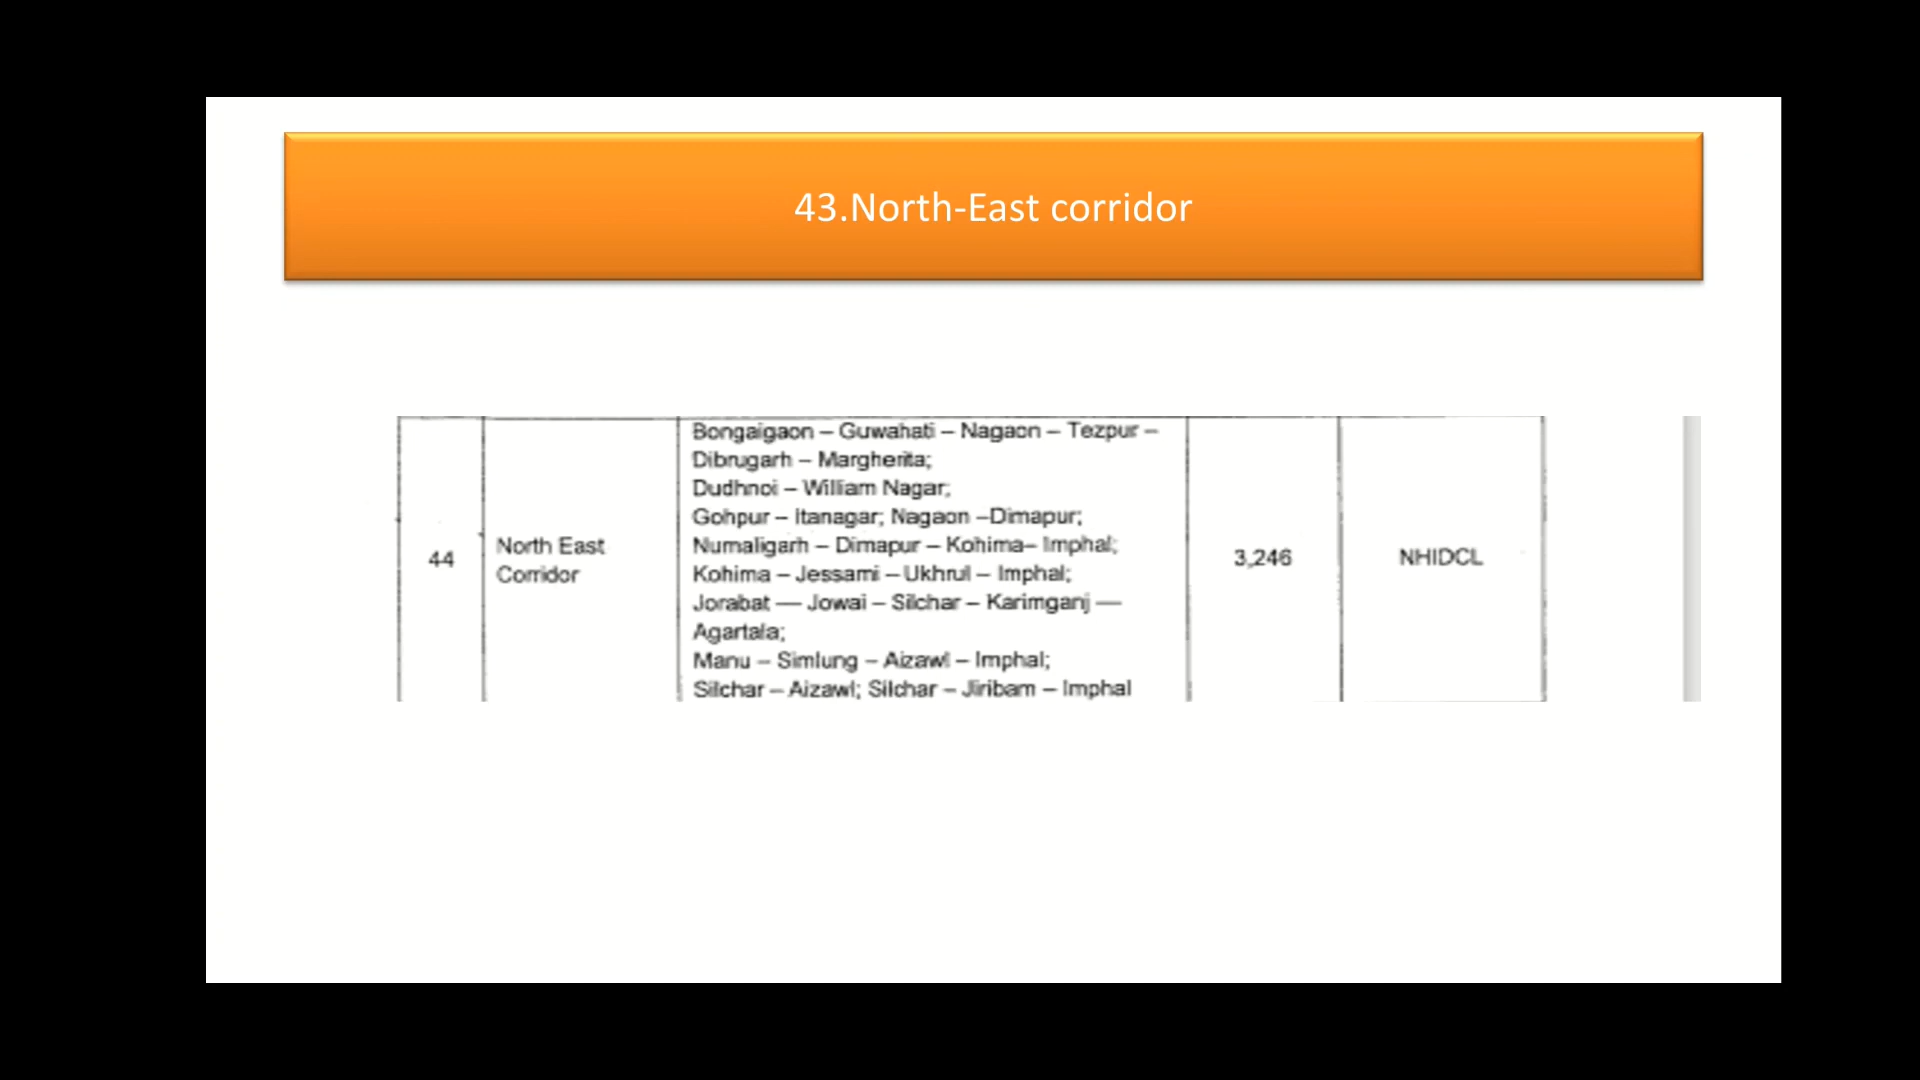 43.North-East corridor
44
North East
Corridor
Bongaigaon – Guwahati – Nagaon – Tezpur –
Dibrugarh – Margherita;
Dudhnoi – William Nagar;
Gohpur – Itanagar; Nagaon –Dimapur;
Numaligarh – Dimapur – Kohima– Imphal;
Kohima – Jessami – Ukhrul – Imphal;
Jorabat — Jowai – Silchar – Karimganj —
Agartala;
Manu – Simlung – Aizawl – Imphal;
Silchar – Aizawl; Silchar – Jiribam – Imphal
3,246
NHIDCL